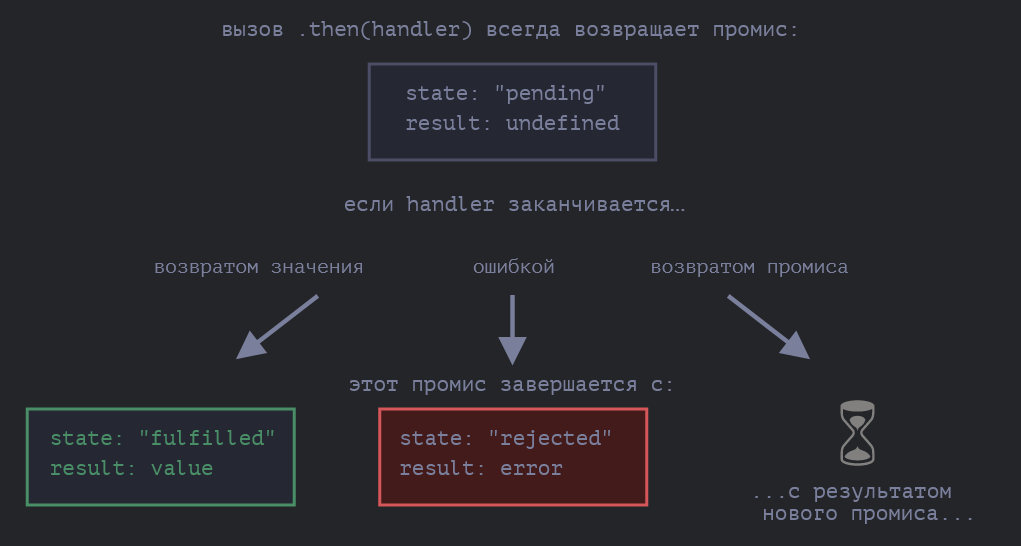 вызов .then(handler) всегда возвращает промис:
state: "pending"
result: undefined
если handler заканчивается…
возвратом значения
ошибкой
возвратом промиса
этот промис завершается с:
state: "fulfilled"
result: value
state: "rejected"
result: error
...с результатом
нового промиса...